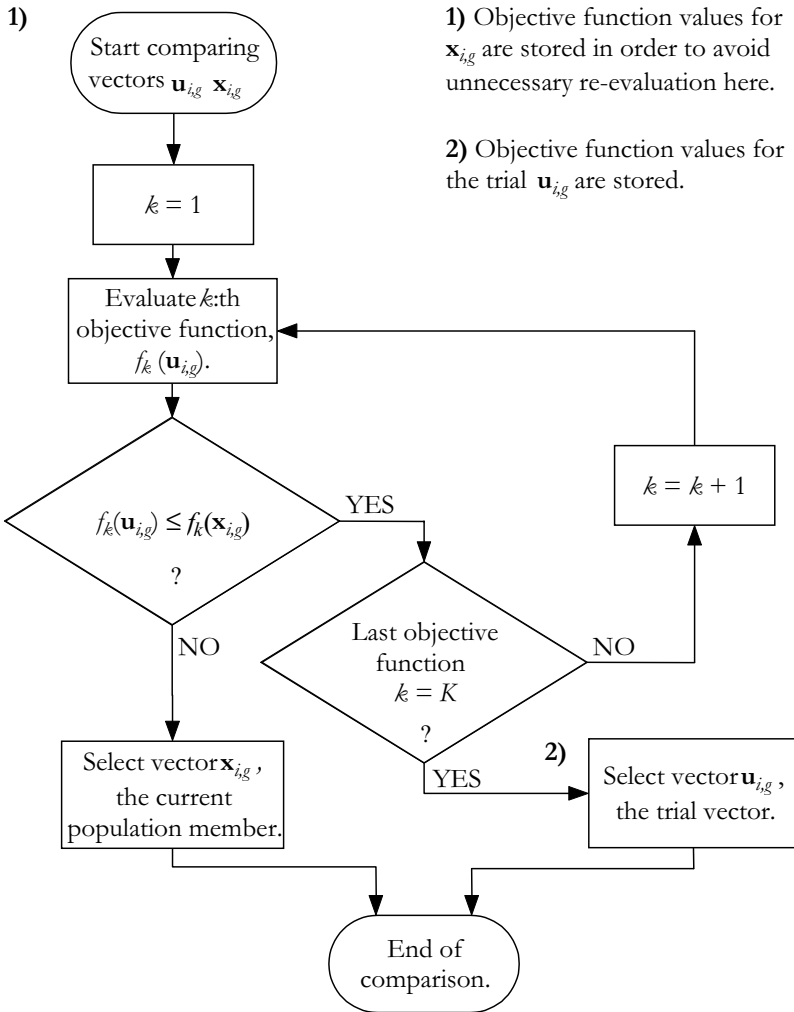 1)
Start comparing
vectors u_{i,g} x_{i,g}
1) Objective function values for
x_{i,g} are stored in order to avoid
unnecessary re-evaluation here.
2) Objective function values for
the trial u_{i,g} are stored.
k = 1
Evaluate k:th
objective function,
f_k (u_{i,g}).
k = k + 1
f_k(u_{i,g}) ≤ f_k(x_{i,g})
?
YES
NO
Last objective
function
k = K
?
NO
YES
2)
Select vector x_{i,g} ,
the current
population member.
Select vector u_{i,g} ,
the trial vector.
End of
comparison.